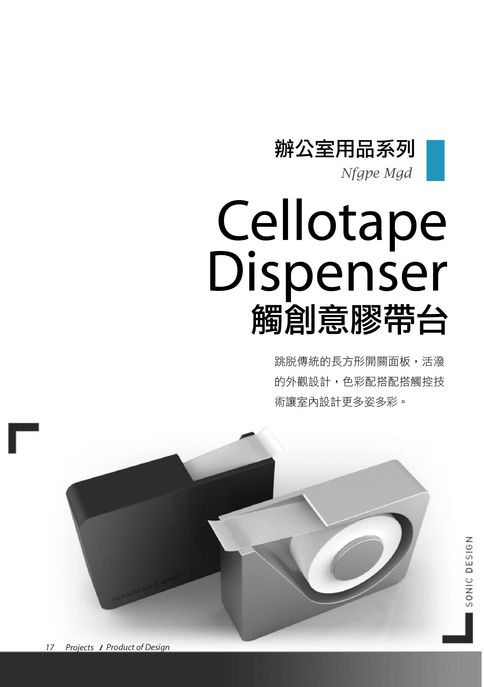 辦公室用品系列
Nfgpe Mgd
Cellotape
Dispenser
觸創意膠帶台
跳脱傳統的長方形開關面板，活潑
的外觀設計，色彩配搭配搭觸控技
術讓室內設計更多姿多彩。
SONIC DESIGN
17 Projects / Product of Design